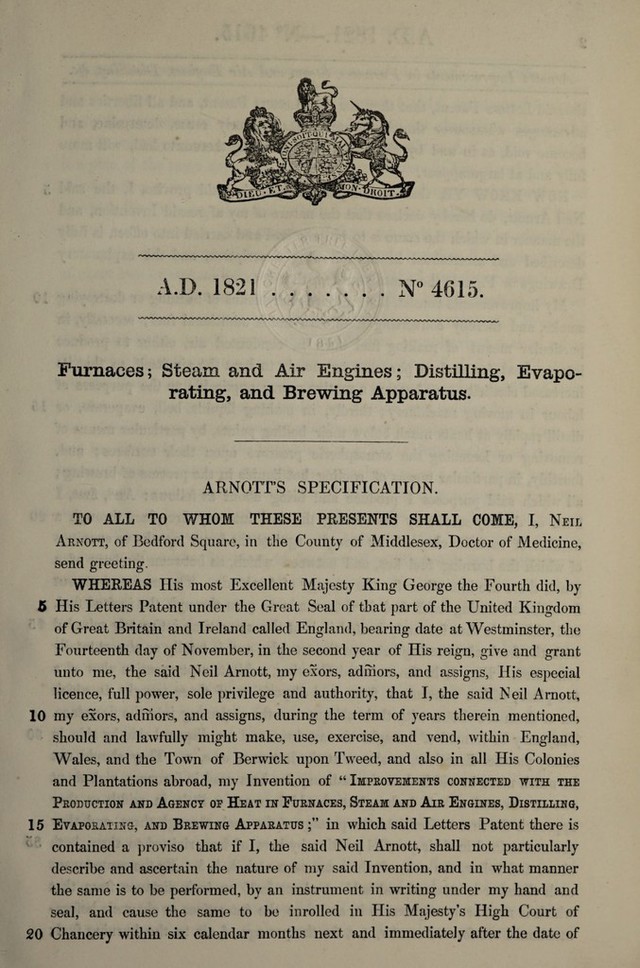 DIEU · ET · MON · DROIT ·
A.D. 1821 . . . . . . . Nº 4615.
Furnaces; Steam and Air Engines; Distilling, Evapo-
rating, and Brewing Apparatus.
ARNOTT'S SPECIFICATION.
TO ALL TO WHOM THESE PRESENTS SHALL COME, I, NEIL
ARNOTT, of Bedford Square, in the County of Middlesex, Doctor of Medicine,
send greeting.
WHEREAS His most Excellent Majesty King George the Fourth did, by
5 His Letters Patent under the Great Seal of that part of the United Kingdom
of Great Britain and Ireland called England, bearing date at Westminster, the
Fourteenth day of November, in the second year of His reign, give and grant
unto me, the said Neil Arnott, my ex̄ors, adm̄ors, and assigns, His especial
licence, full power, sole privilege and authority, that I, the said Neil Arnott,
10 my ex̄ors, adm̄ors, and assigns, during the term of years therein mentioned,
should and lawfully might make, use, exercise, and vend, within England,
Wales, and the Town of Berwick upon Tweed, and also in all His Colonies
and Plantations abroad, my Invention of “ IMPROVEMENTS CONNECTED WITH THE
PRODUCTION AND AGENCY OF HEAT IN FURNACES, STEAM AND AIR ENGINES, DISTILLING,
15 EVAPORATING, AND BREWING APPARATUS ;” in which said Letters Patent there is
contained a proviso that if I, the said Neil Arnott, shall not particularly
describe and ascertain the nature of my said Invention, and in what manner
the same is to be performed, by an instrument in writing under my hand and
seal, and cause the same to be inrolled in His Majesty's High Court of
20 Chancery within six calendar months next and immediately after the date of